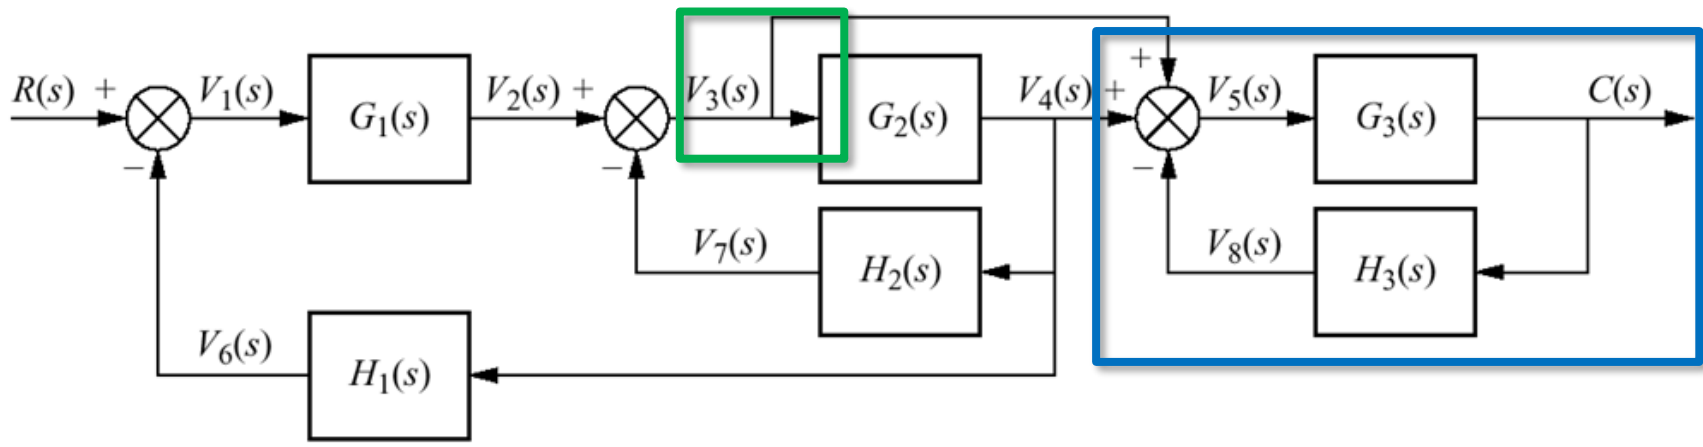 R(s) + V₁(s) G₁(s) V₂(s) + V₃(s) G₂(s) V₄(s) + + V₅(s) G₃(s) C(s)
− − −
V₇(s) H₂(s) V₈(s) H₃(s)
V₆(s) H₁(s)